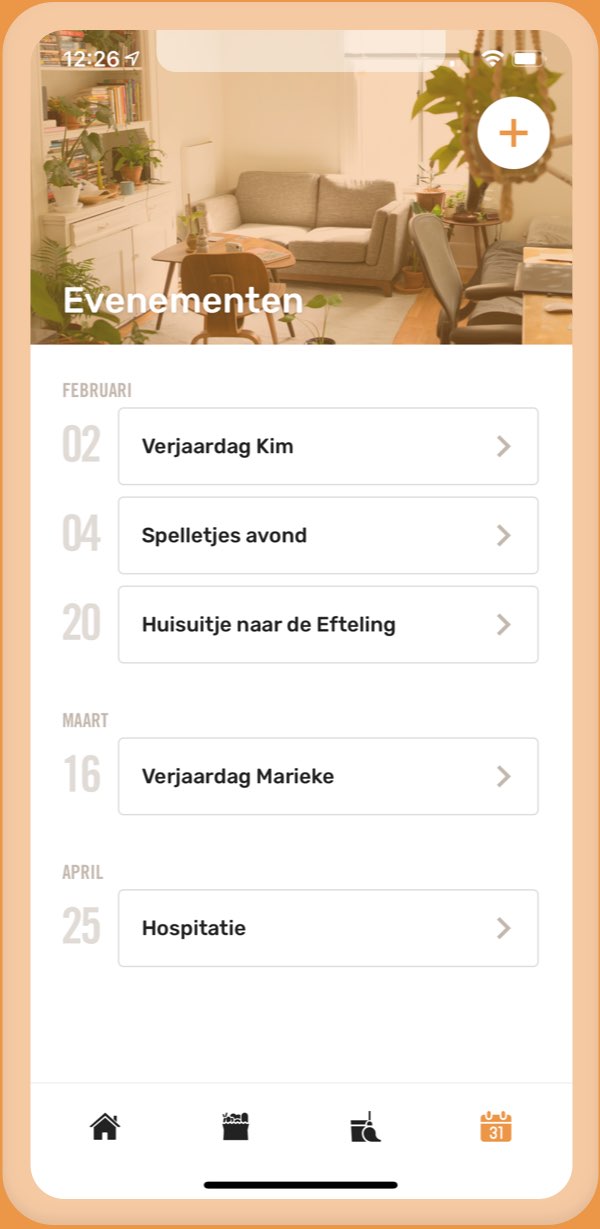 12:26
Evenementen
FEBRUARI
02 Verjaardag Kim
04 Spelletjes avond
20 Huisuitje naar de Efteling
MAART
16 Verjaardag Marieke
APRIL
25 Hospitatie
31